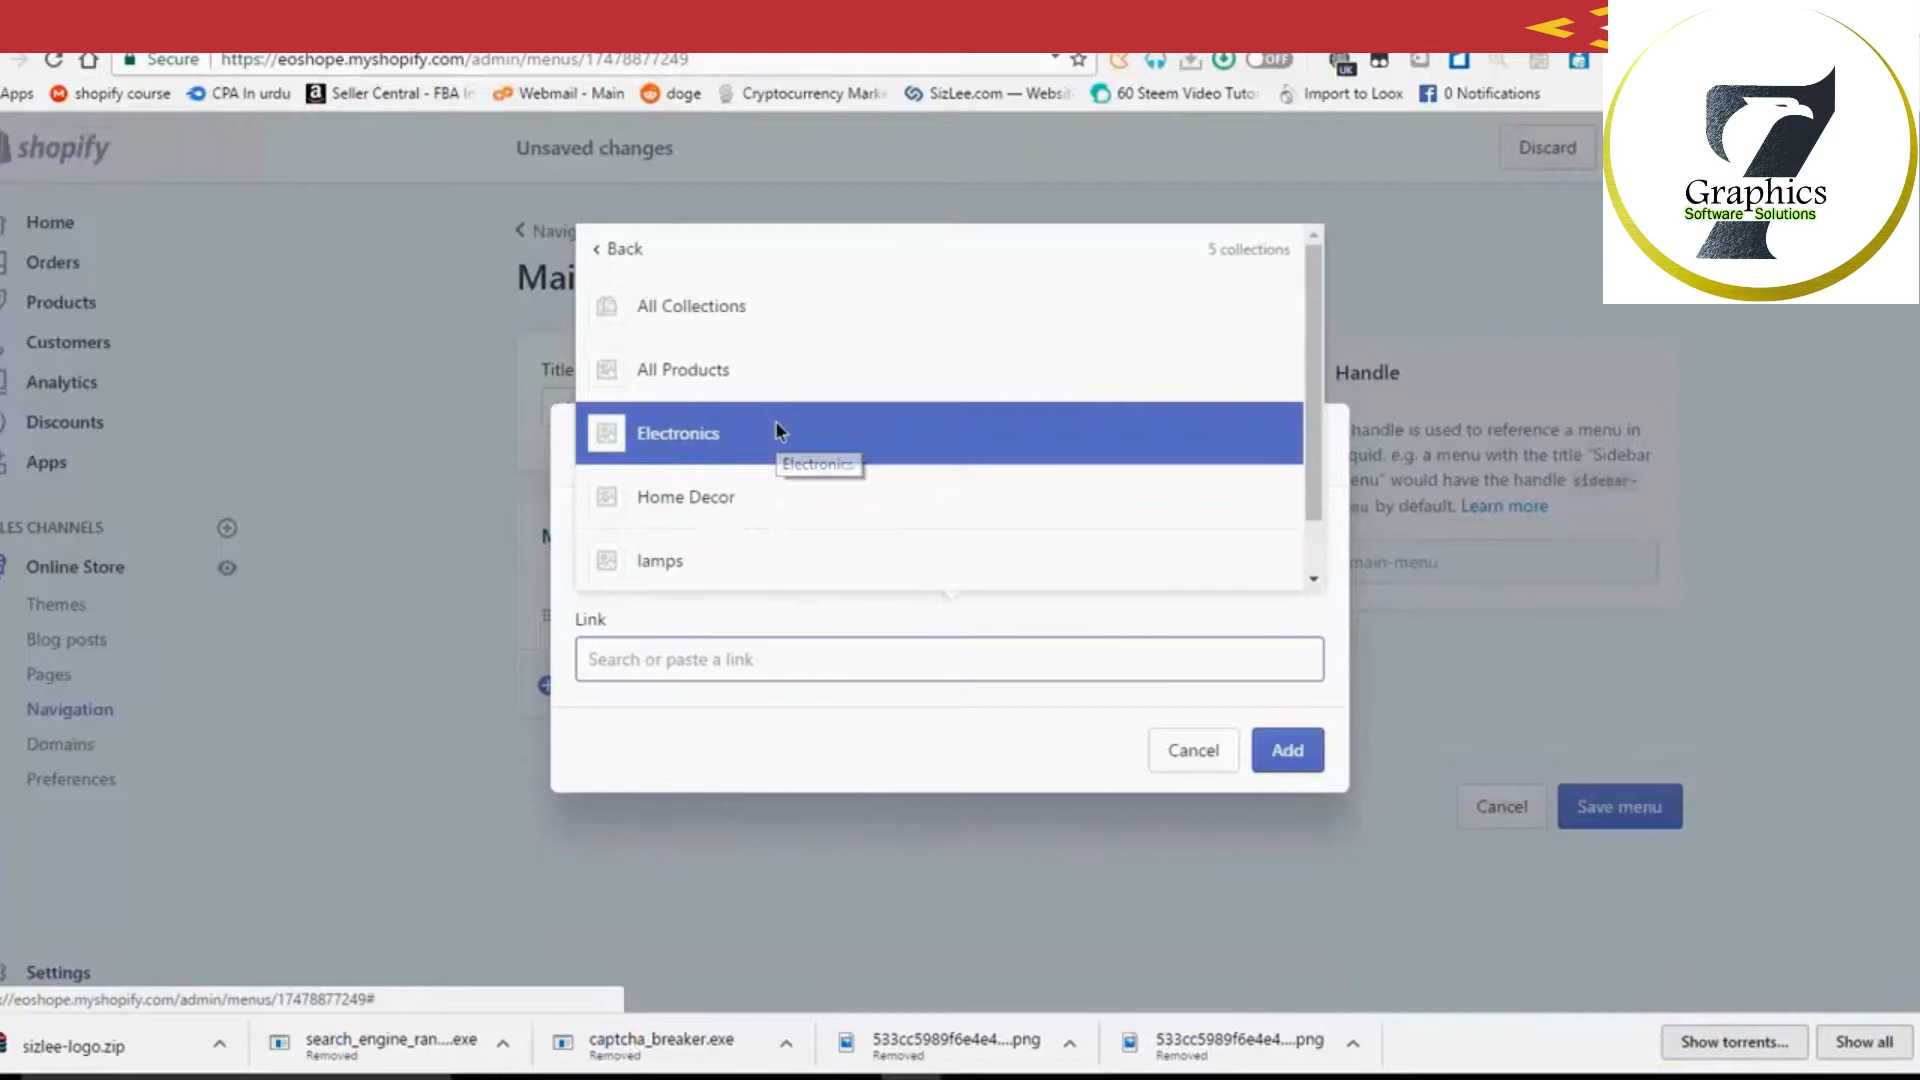 Secure | https://eoshope.myshopify.com/admin/menus/17478877249
OFF
UK
Apps shopify course CPA In urdu Seller Central - FBA In Webmail - Main doge Cryptocurrency Mark SizLee.com — Websit 60 Steem Video Tuto Import to Loox 0 Notifications
7
Graphics
Software Solutions
shopify
Unsaved changes
Discard
Home
Orders
Products
Customers
Analytics
Discounts
Apps
LES CHANNELS
Online Store
Themes
Blog posts
Pages
Navigation
Domains
Preferences
Settings
Navig
Mai
Title
Back
5 collections
All Collections
All Products
Electronics
Electronics
Home Decor
lamps
Link
Search or paste a link
Cancel
Add
Handle
handle is used to reference a menu in
quid. e.g. a menu with the title "Sidebar
enu" would have the handle sidebar-
nu by default. Learn more
main-menu
Cancel
Save menu
://eoshope.myshopify.com/admin/menus/17478877249#
sizlee-logo.zip
search_engine_ran....exe
Removed
captcha_breaker.exe
Removed
533cc5989f6e4e4....png
Removed
533cc5989f6e4e4....png
Removed
Show torrents...
Show all